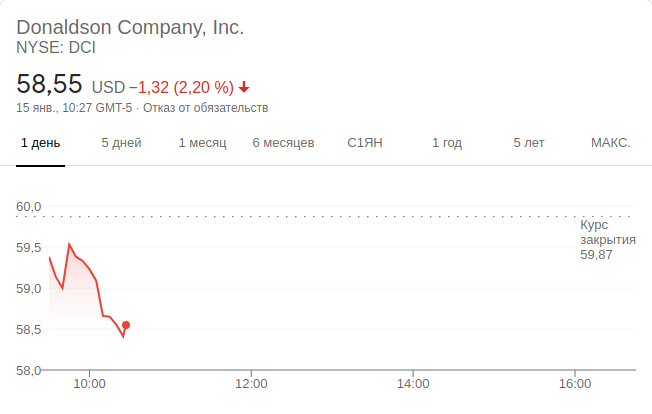 Donaldson Company, Inc.
NYSE: DCI
58,55 USD −1,32 (2,20 %)
15 янв., 10:27 GMT-5 · Отказ от обязательств
1 день 5 дней 1 месяц 6 месяцев С1ЯН 1 год 5 лет МАКС.
60,0
Курс
закрытия
59,87
59,5
59,0
58,5
58,0
10:00 12:00 14:00 16:00